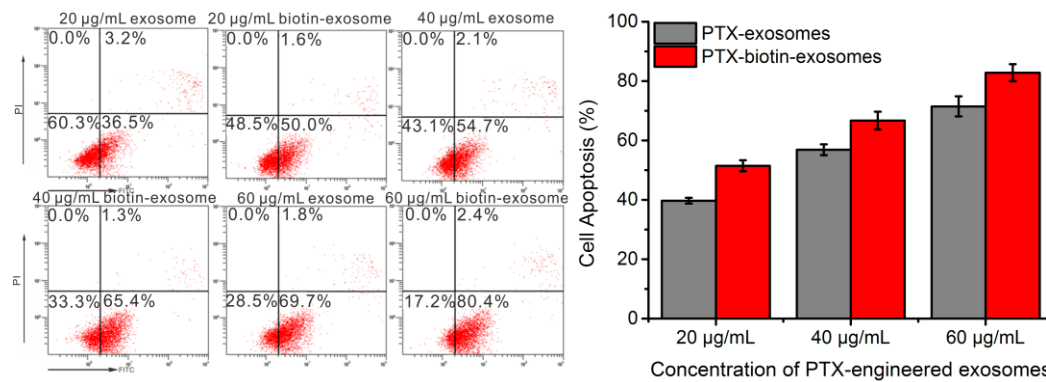 20 µg/mL exosome
0.0% 3.2%
60.3% 36.5%
20 µg/mL biotin-exosome
0.0% 1.6%
48.5% 50.0%
40 µg/mL exosome
0.0% 2.1%
43.1% 54.7%
PI
FITC
40 µg/mL biotin-exosome
0.0% 1.3%
33.3% 65.4%
60 µg/mL exosome
0.0% 1.8%
28.5% 69.7%
60 µg/mL biotin-exosome
0.0% 2.4%
17.2% 80.4%
PI
FITC
Cell Apoptosis (%)
100
80
60
40
20
0
PTX-exosomes
PTX-biotin-exosomes
20 µg/mL
40 µg/mL
60 µg/mL
Concentration of PTX-engineered exosomes